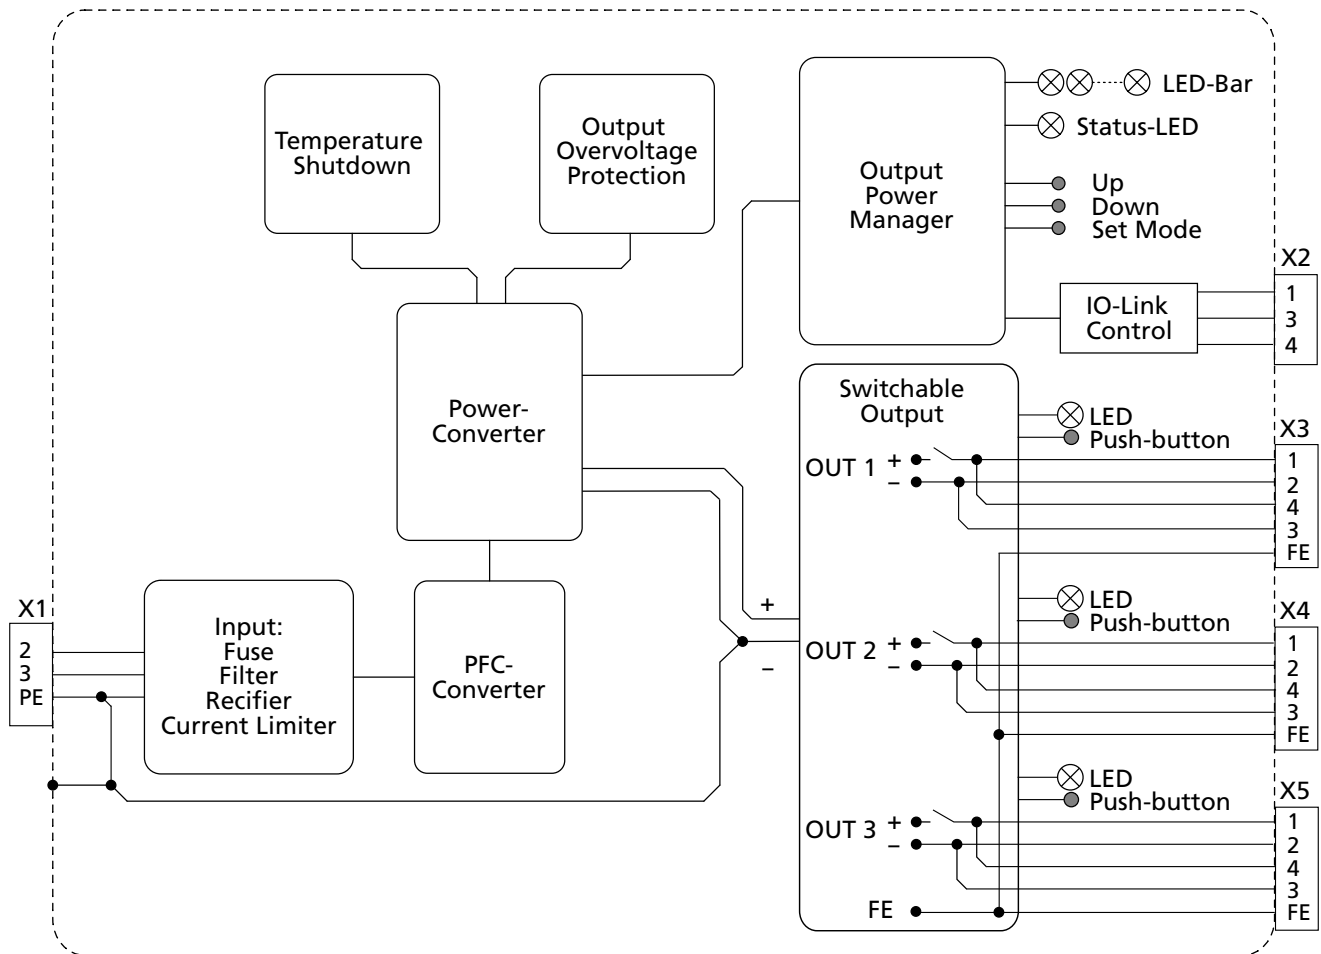 Temperature
Shutdown
Output
Overvoltage
Protection
Output
Power
Manager
LED-Bar
Status-LED
Up
Down
Set Mode
IO-Link
Control
X2
1
3
4
Power-
Converter
Switchable
Output
LED
Push-button
OUT 1
+
–
X3
1
2
4
3
FE
X1
2
3
PE
Input:
Fuse
Filter
Rectifier
Current Limiter
PFC-
Converter
+
–
LED
Push-button
OUT 2
+
–
X4
1
2
4
3
FE
LED
Push-button
OUT 3
+
–
FE
X5
1
2
4
3
FE